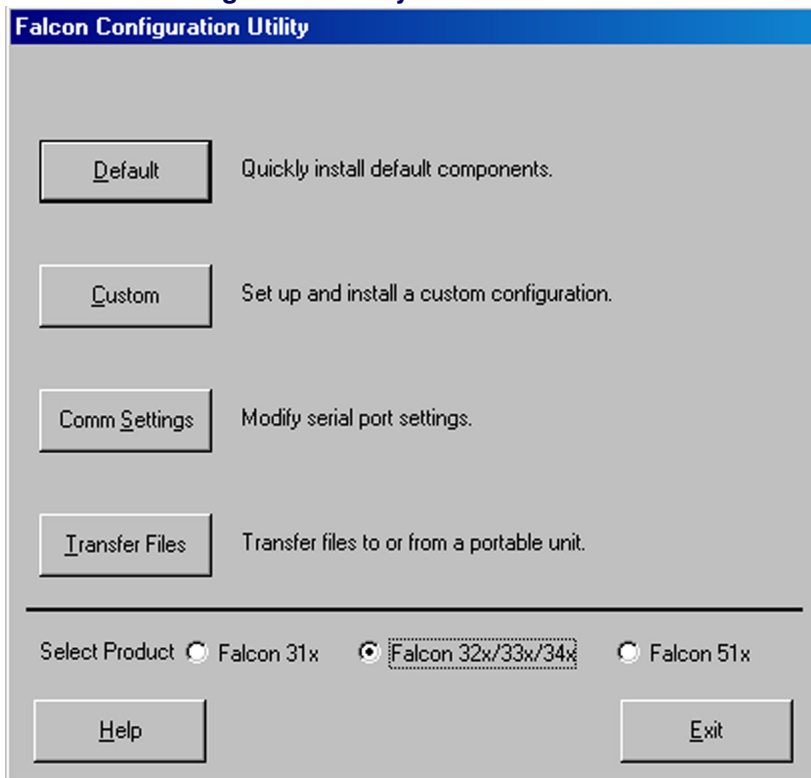 Falcon Configuration Utility
Default Quickly install default components.
Custom Set up and install a custom configuration.
Comm Settings Modify serial port settings.
Transfer Files Transfer files to or from a portable unit.
Select Product Falcon 31x Falcon 32x/33x/34x Falcon 51x
Help Exit